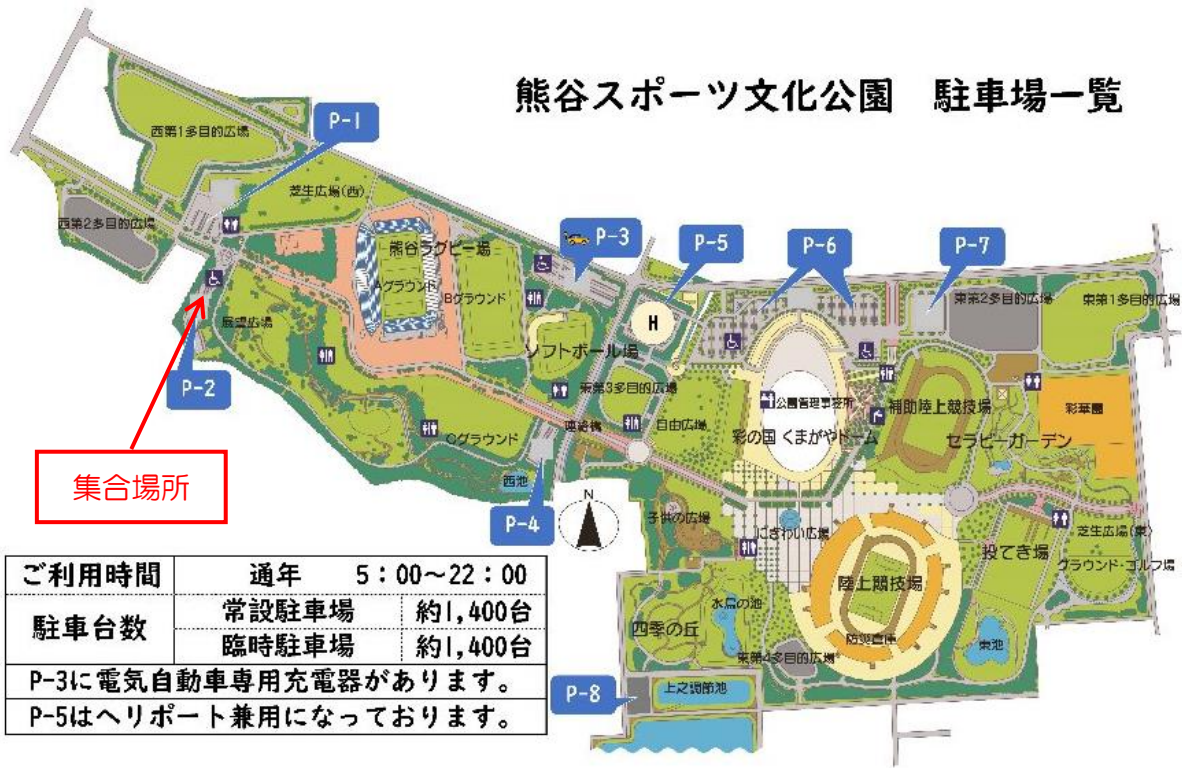 熊谷スポーツ文化公園　駐車場一覧
P-1
西第1多目的広場
芝生広場(西)
西第2多目的広場
熊谷ラグビー場
P-3
P-5
P-6
P-7
東第2多目的広場
東第1多目的広場
Aグラウンド
Bグラウンド
H
展望広場
ソフトボール場
P-2
東第3多目的広場
公園管理事務所
補助陸上競技場
彩華園
Cグラウンド
連絡橋
自由広場
彩の国 くまがやドーム
セラピーガーデン
集合場所
西池
P-4
N
子供の広場
にぎわい広場
投てき場
芝生広場(東)
グラウンド・ゴルフ場
陸上競技場
水鳥の池
四季の丘
防災倉庫
東第4多目的広場
東池
P-8
上之調節池
ご利用時間 通年 5：00～22：00
駐車台数 常設駐車場 約1,400台
臨時駐車場 約1,400台
P-3に電気自動車専用充電器があります。
P-5はヘリポート兼用になっております。